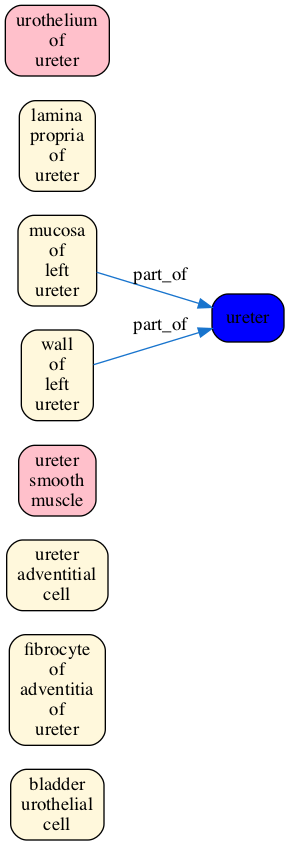 urothelium
of
ureter
lamina
propria
of
ureter
mucosa
of
left
ureter
part_of
ureter
part_of
wall
of
left
ureter
ureter
smooth
muscle
ureter
adventitial
cell
fibrocyte
of
adventitia
of
ureter
bladder
urothelial
cell